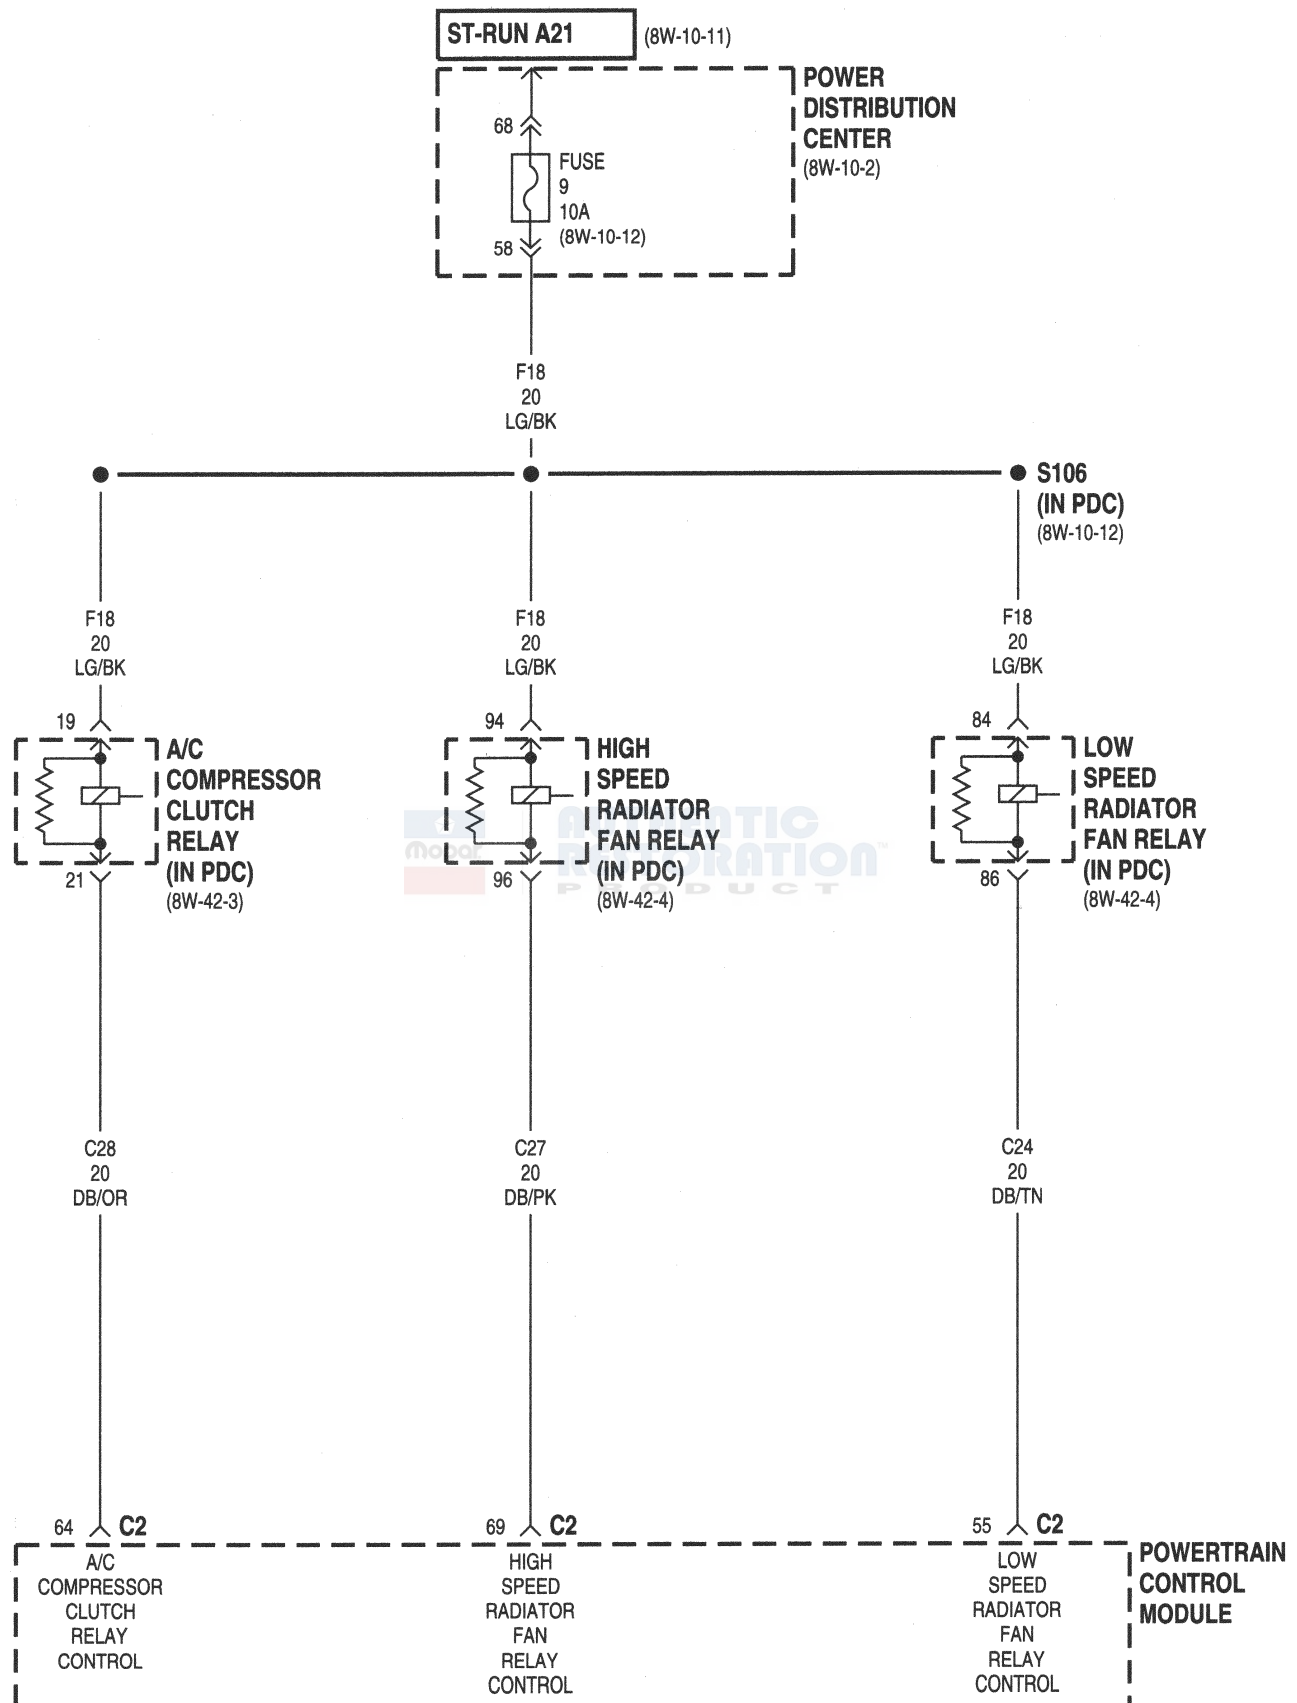 ST-RUN A21 (8W-10-11)
POWER
DISTRIBUTION
CENTER
(8W-10-2)
68
FUSE
9
10A
(8W-10-12)
58
F18
20
LG/BK
S106
(IN PDC)
(8W-10-12)
F18
20
LG/BK
F18
20
LG/BK
F18
20
LG/BK
19
A/C
COMPRESSOR
CLUTCH
RELAY
(IN PDC)
(8W-42-3)
21
94
HIGH
SPEED
RADIATOR
FAN RELAY
(IN PDC)
(8W-42-4)
96
84
LOW
SPEED
RADIATOR
FAN RELAY
(IN PDC)
(8W-42-4)
86
Mopar
AUTHENTIC
RESTORATION™
PRODUCT
C28
20
DB/OR
C27
20
DB/PK
C24
20
DB/TN
64 C2
69 C2
55 C2
A/C
COMPRESSOR
CLUTCH
RELAY
CONTROL
HIGH
SPEED
RADIATOR
FAN
RELAY
CONTROL
LOW
SPEED
RADIATOR
FAN
RELAY
CONTROL
POWERTRAIN
CONTROL
MODULE